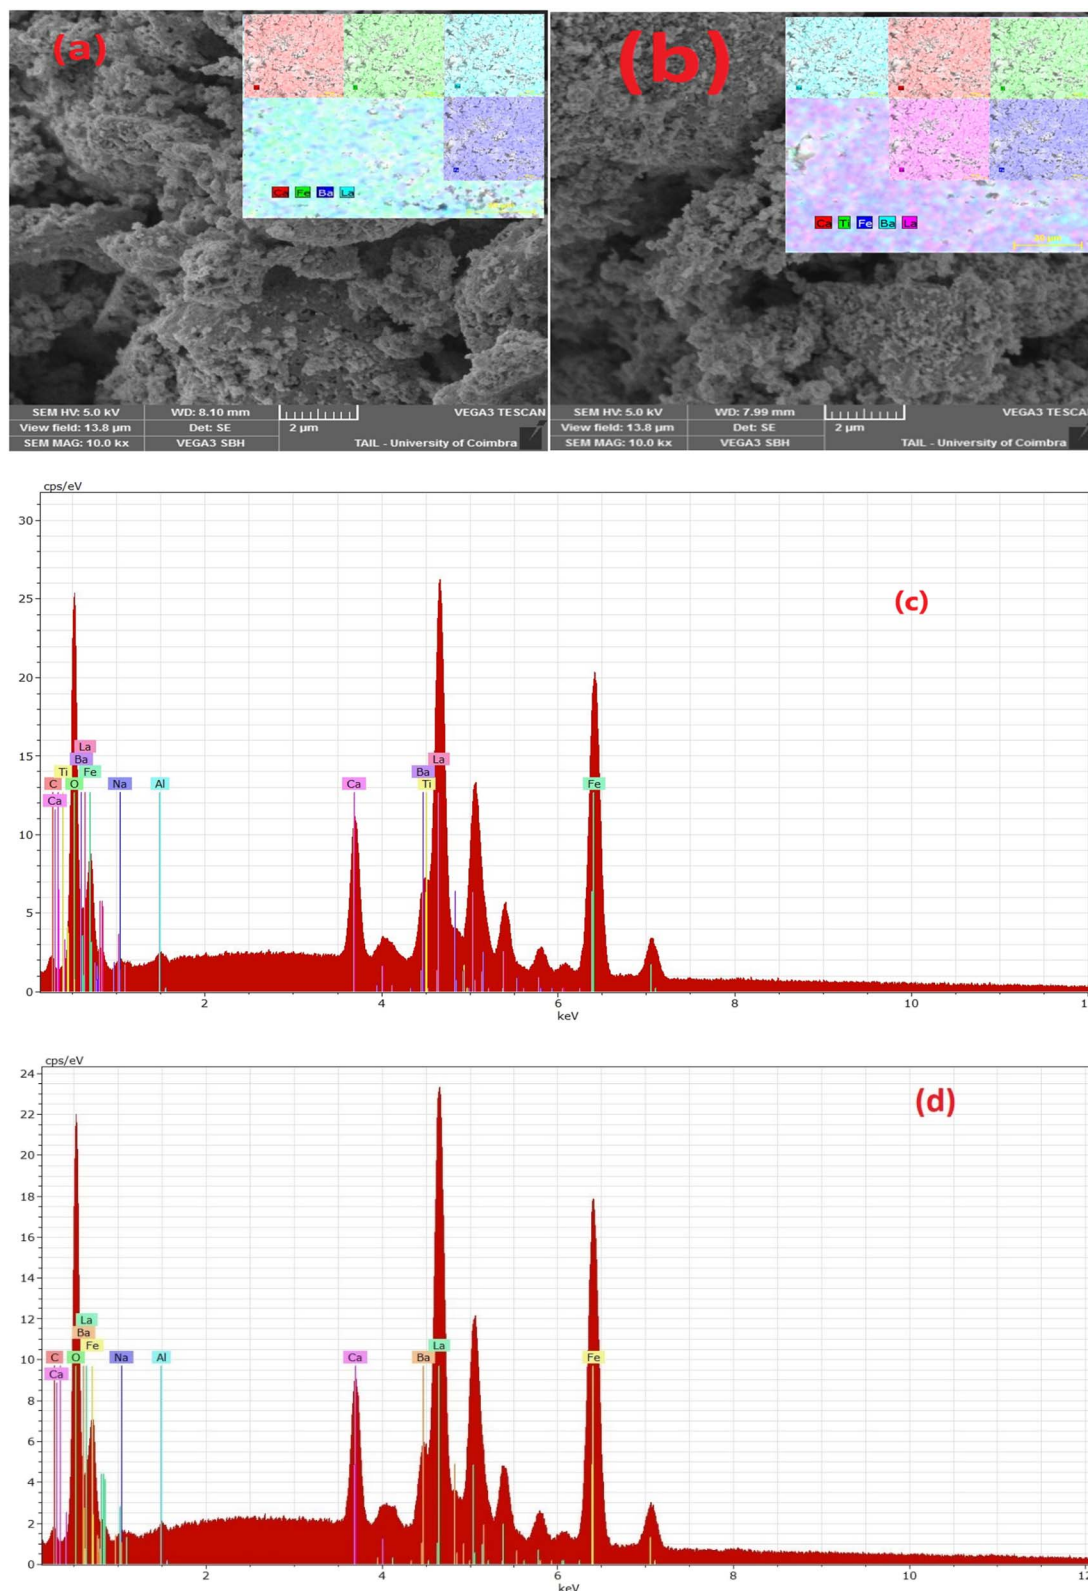 (a)
Ca Fe Ba La
SEM HV: 5.0 kV WD: 8.10 mm VEGA3 TESCAN
View field: 13.8 µm Det: SE 2 µm
SEM MAG: 10.0 kx VEGA3 SBH TAIL - University of Coimbra
(b)
Ca Ti Fe Ba La
SEM HV: 5.0 kV WD: 7.99 mm VEGA3 TESCAN
View field: 13.8 µm Det: SE 2 µm
SEM MAG: 10.0 kx VEGA3 SBH TAIL - University of Coimbra
cps/eV
30
(c)
25
20
15
10
5
0
La
Ba Ba La
Ti Fe
C O Na Al Ca Ti Fe
Ca
2 4 6 8 10
keV
cps/eV
24
(d)
22
20
18
16
14
12
10
8
6
4
2
0
La
Ba
Fe La
C O Na Al Ca Ba Fe
Ca
2 4 6 8 10
keV